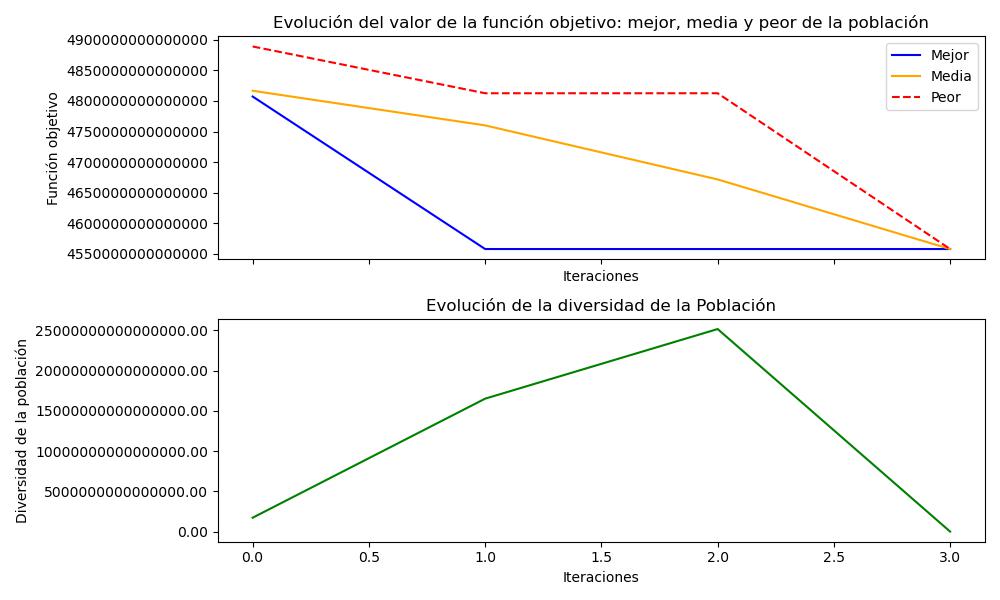 Evolución del valor de la función objetivo: mejor, media y peor de la población
4900000000000000
4850000000000000
4800000000000000
4750000000000000
4700000000000000
4650000000000000
4600000000000000
4550000000000000
Función objetivo
Mejor
Media
Peor
Iteraciones
Evolución de la diversidad de la Población
25000000000000000.00
20000000000000000.00
15000000000000000.00
10000000000000000.00
5000000000000000.00
0.00
Diversidad de la población
0.0 0.5 1.0 1.5 2.0 2.5 3.0
Iteraciones